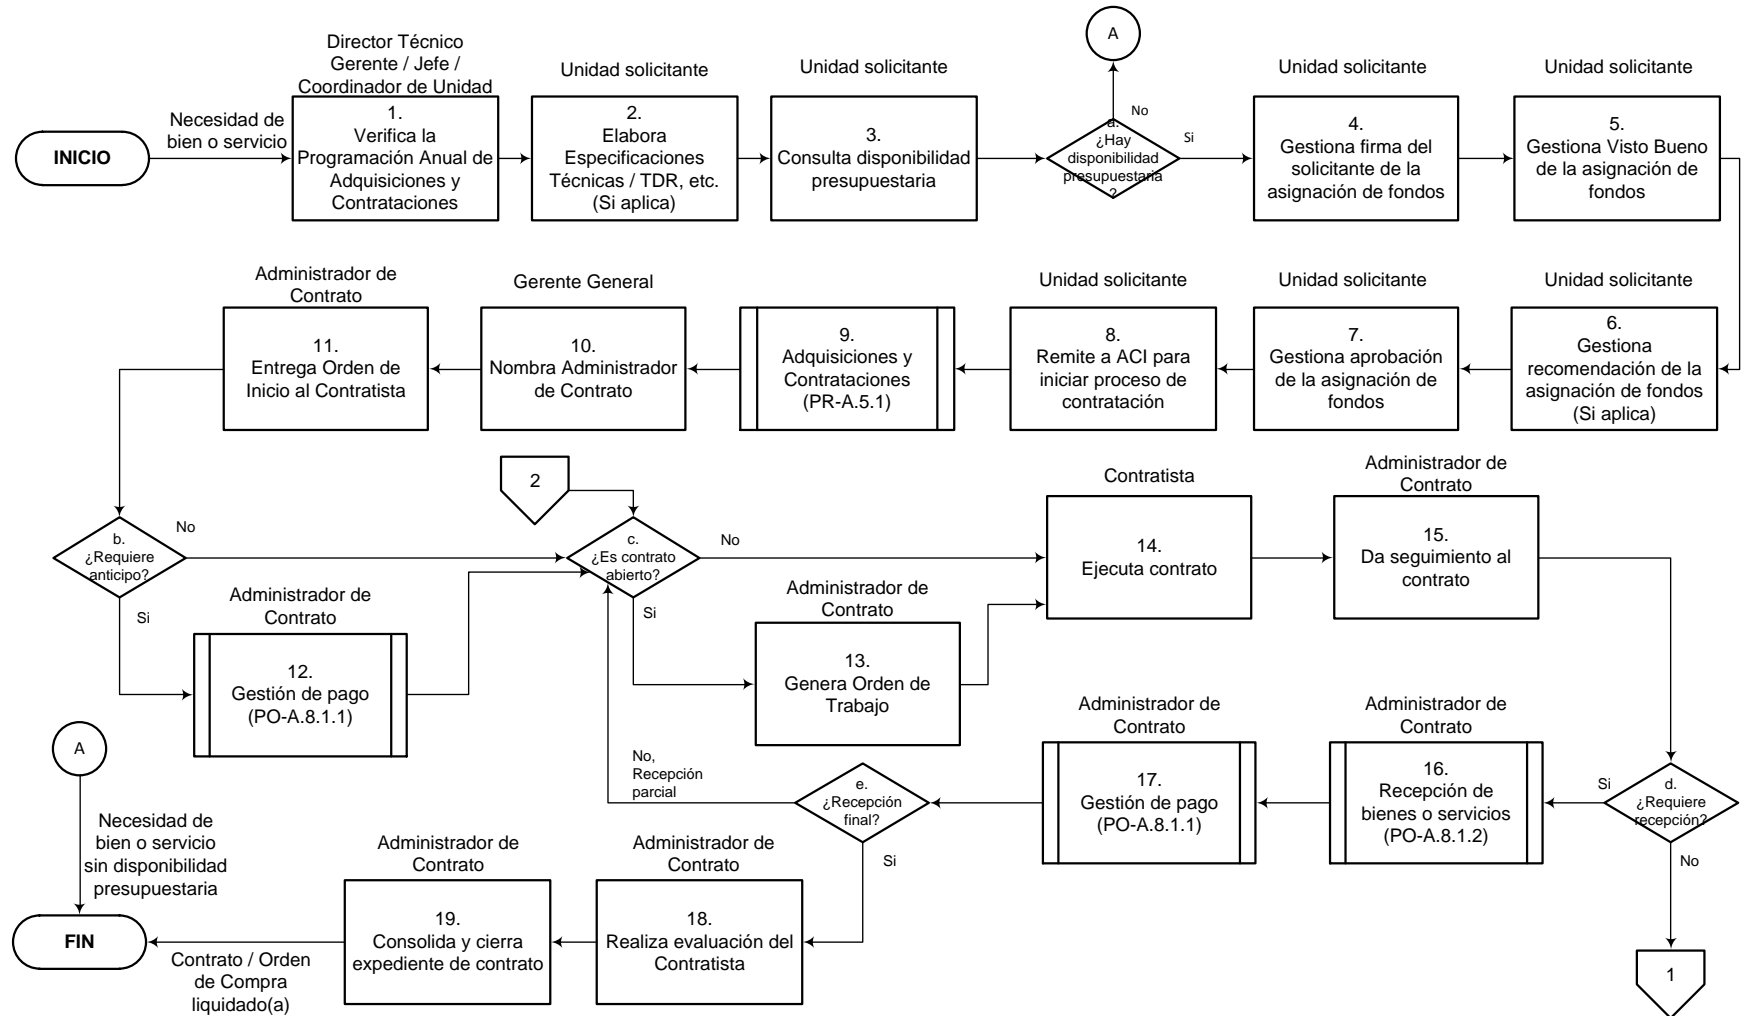 A
Director Técnico
Gerente / Jefe /
Coordinador de Unidad
Unidad solicitante
Unidad solicitante
Unidad solicitante
Unidad solicitante
INICIO
Necesidad de
bien o servicio
1.
Verifica la
Programación Anual de
Adquisiciones y
Contrataciones
2.
Elabora
Especificaciones
Técnicas / TDR, etc.
(Si aplica)
3.
Consulta disponibilidad
presupuestaria
No
a.
¿Hay
disponibilidad
presupuestaria
?
Si
4.
Gestiona firma del
solicitante de la
asignación de fondos
5.
Gestiona Visto Bueno
de la asignación de
fondos
Administrador de
Contrato
Gerente General
Unidad solicitante
Unidad solicitante
Unidad solicitante
11.
Entrega Orden de
Inicio al Contratista
10.
Nombra Administrador
de Contrato
9.
Adquisiciones y
Contrataciones
(PR-A.5.1)
8.
Remite a ACI para
iniciar proceso de
contratación
7.
Gestiona aprobación
de la asignación de
fondos
6.
Gestiona
recomendación de la
asignación de fondos
(Si aplica)
2
Contratista
Administrador de
Contrato
b.
¿Requiere
anticipo?
No
Si
c.
¿Es contrato
abierto?
No
Si
14.
Ejecuta contrato
15.
Da seguimiento al
contrato
Administrador de
Contrato
12.
Gestión de pago
(PO-A.8.1.1)
Administrador de
Contrato
13.
Genera Orden de
Trabajo
Administrador de
Contrato
Administrador de
Contrato
A
Necesidad de
bien o servicio
sin disponibilidad
presupuestaria
No,
Recepción
parcial
e.
¿Recepción
final?
Si
17.
Gestión de pago
(PO-A.8.1.1)
16.
Recepción de
bienes o servicios
(PO-A.8.1.2)
Si
d.
¿Requiere
recepción?
No
Administrador de
Contrato
Administrador de
Contrato
FIN
Contrato / Orden
de Compra
liquidado(a)
19.
Consolida y cierra
expediente de contrato
18.
Realiza evaluación del
Contratista
1